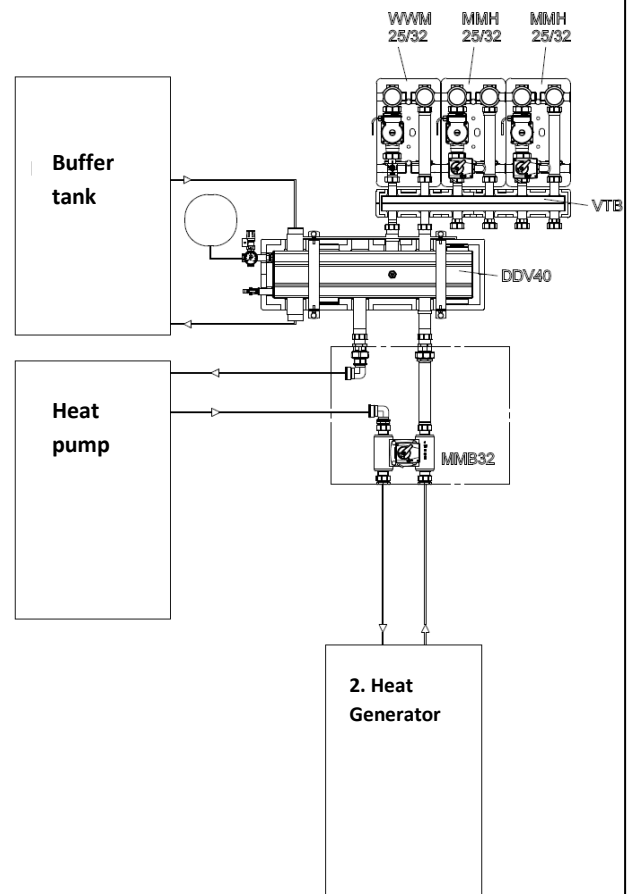 WWM
25/32
MMH
25/32
MMH
25/32
Buffer
tank
VTB
DDV40
Heat
pump
MMB32
2. Heat
Generator